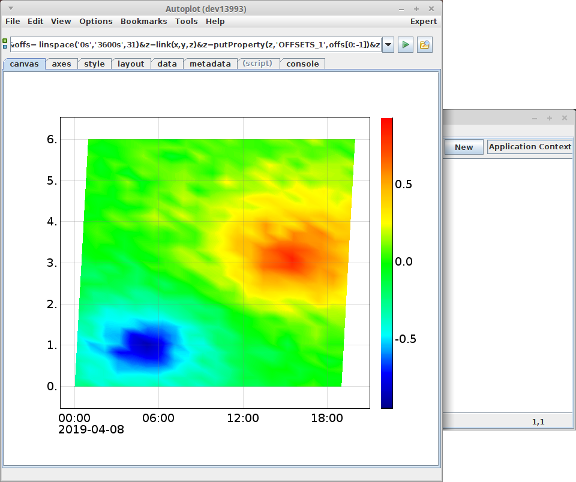 Autoplot (dev13993)
File Edit View Options Bookmarks Tools Help Expert
offs= linspace('0s','3600s',31)&z=link(x,y,z)&z=putProperty(z,'OFFSETS_1',offs[0:-1])&z
canvas axes style layout data metadata (script) console
New Application Context
6.
5.
4.
3.
2.
1.
0.
0.5
0.0
-0.5
00:00 06:00 12:00 18:00
2019-04-08
1,1